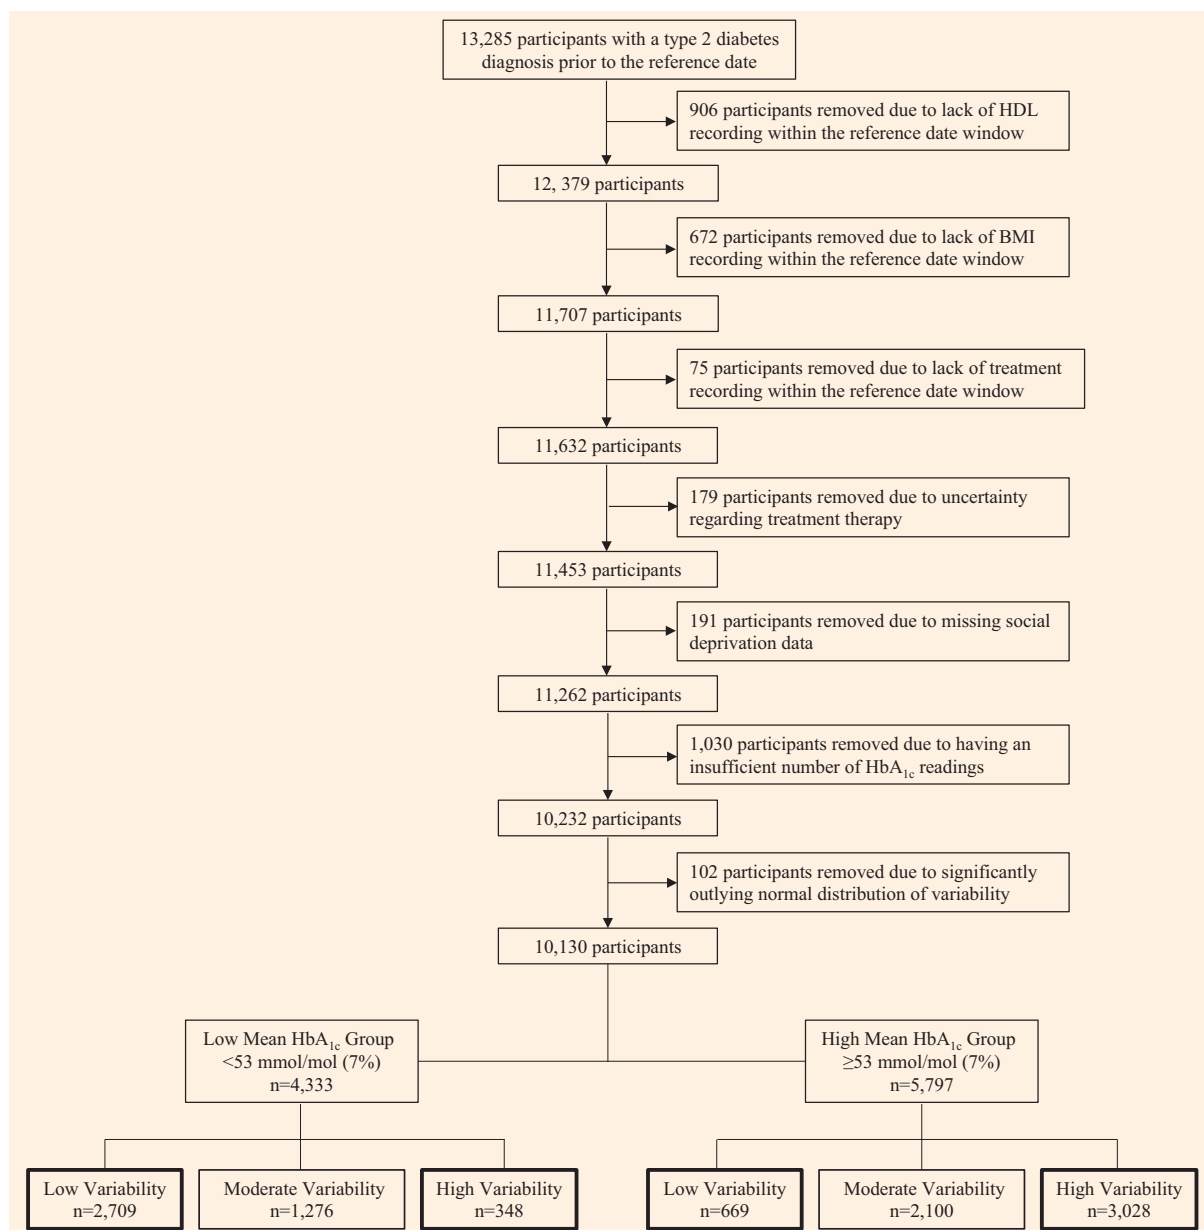 13,285 participants with a type 2 diabetes
diagnosis prior to the reference date
906 participants removed due to lack of HDL
recording within the reference date window
12, 379 participants
672 participants removed due to lack of BMI
recording within the reference date window
11,707 participants
75 participants removed due to lack of treatment
recording within the reference date window
11,632 participants
179 participants removed due to uncertainty
regarding treatment therapy
11,453 participants
191 participants removed due to missing social
deprivation data
11,262 participants
1,030 participants removed due to having an
insufficient number of HbA1c readings
10,232 participants
102 participants removed due to significantly
outlying normal distribution of variability
10,130 participants
Low Mean HbA1c Group
<53 mmol/mol (7%)
n=4,333
High Mean HbA1c Group
≥53 mmol/mol (7%)
n=5,797
Low Variability
n=2,709
Moderate Variability
n=1,276
High Variability
n=348
Low Variability
n=669
Moderate Variability
n=2,100
High Variability
n=3,028